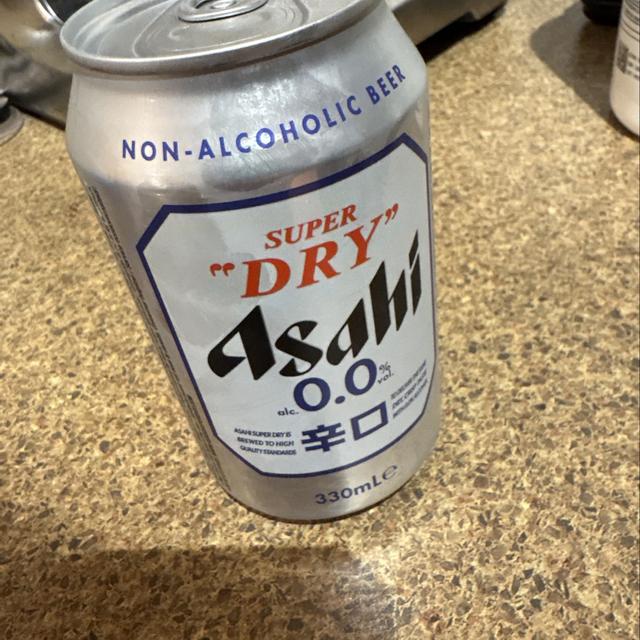 NON-ALCOHOLIC BEER
SUPER
"DRY"
Asahi
alc. 0.0 % vol.
ASAHI SUPER DRY IS
BREWED TO HIGH
QUALITY STANDARDS
辛口
330mL℮